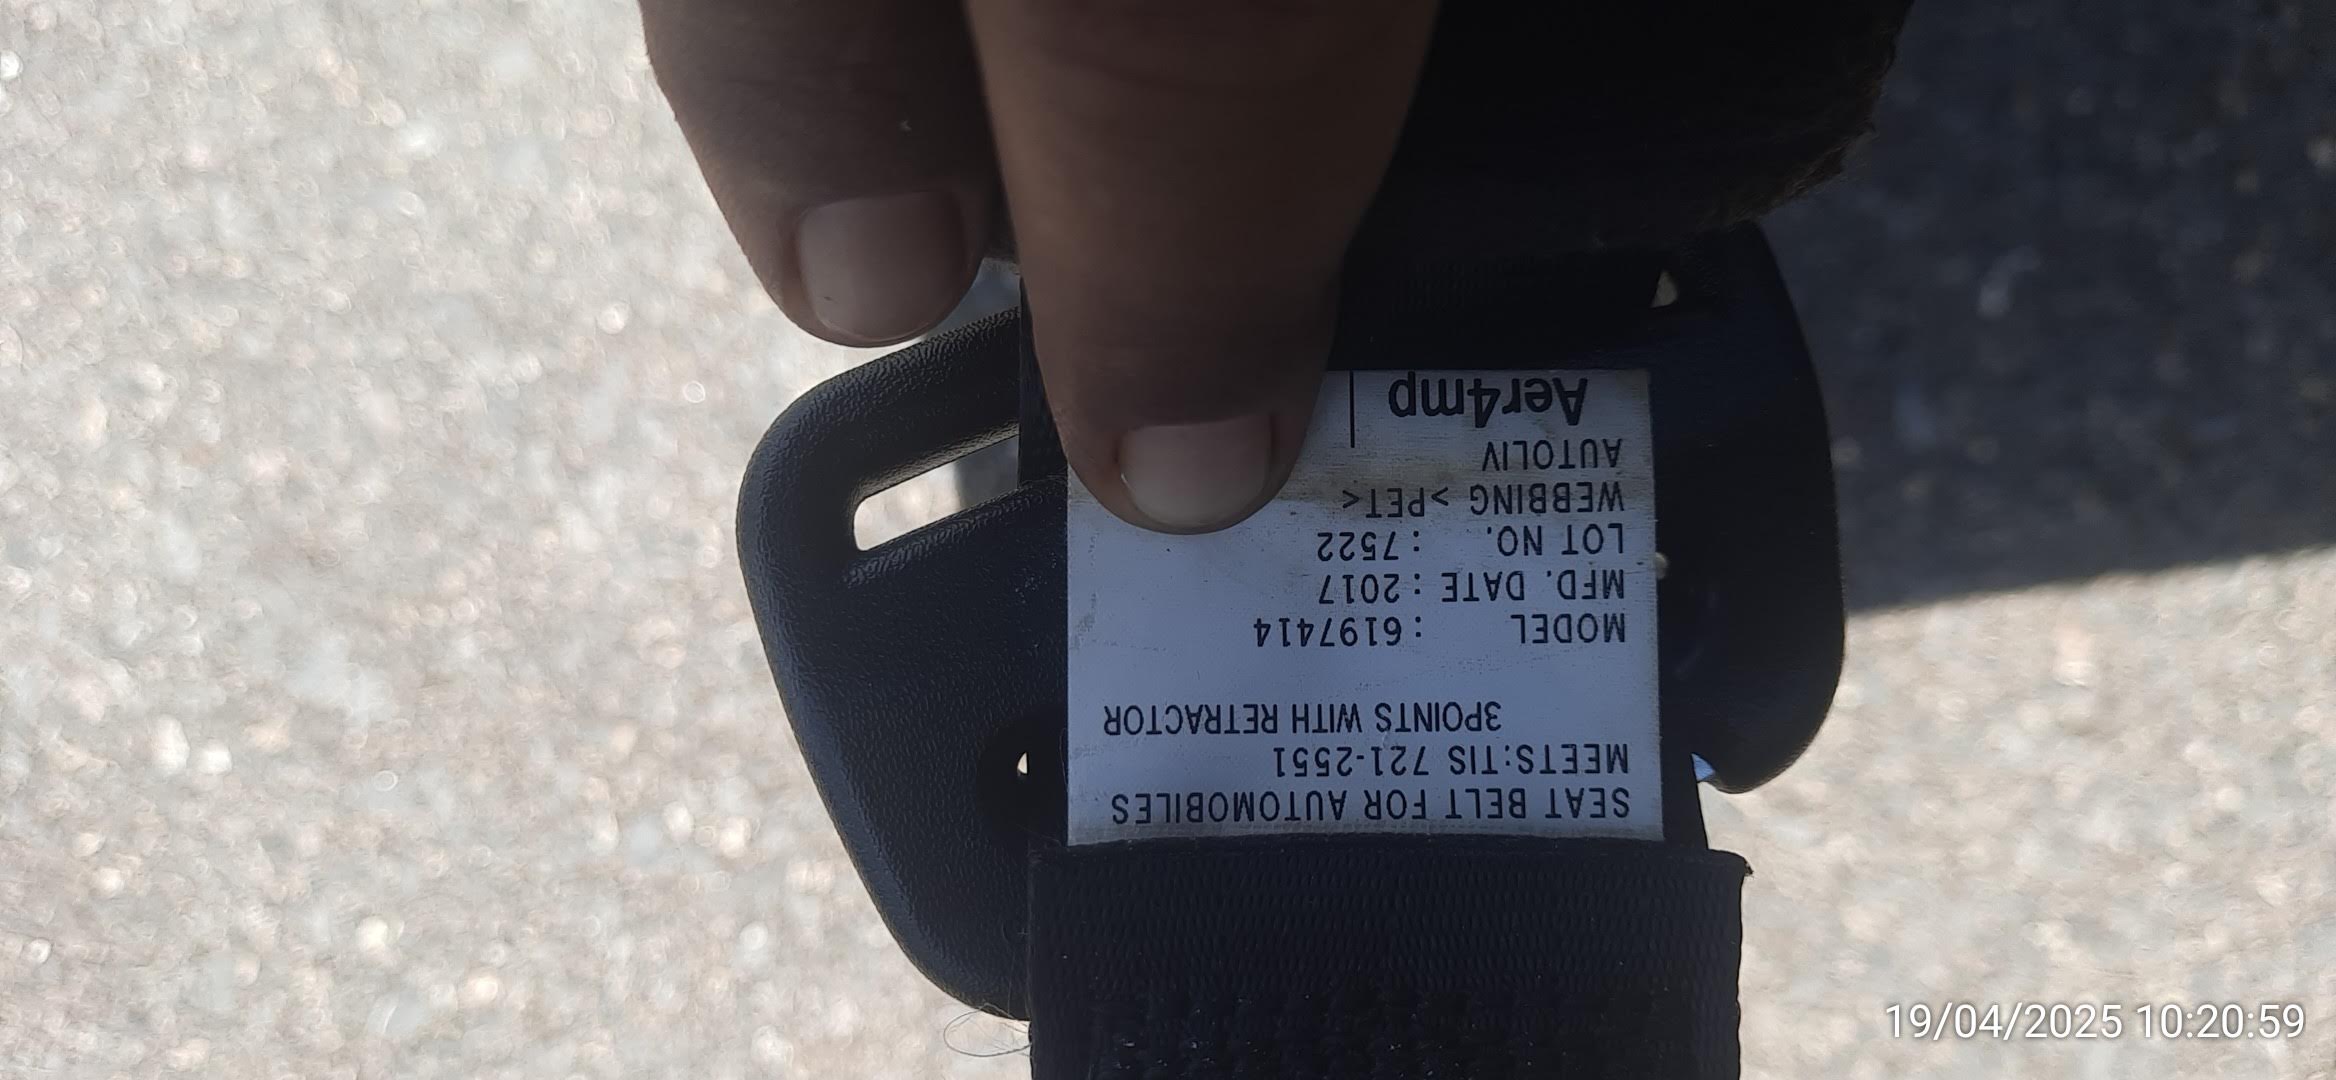 SEAT BELT FOR AUTOMOBILES
MEETS:TIS 721-2551
3POINTS WITH RETRACTOR
MODEL : 6197414
MFD. DATE : 2017
LOT NO. : 7522
WEBBING >PET<
AUTOLIV
Aer4mp |
19/04/2025 10:20:59